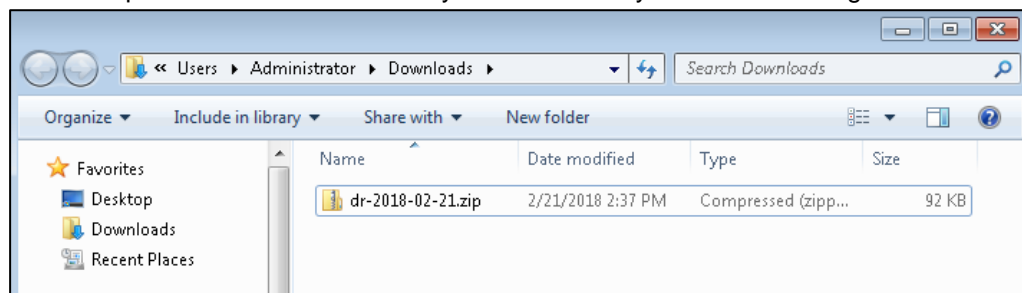 « Users ▸ Administrator ▸ Downloads ▸ Search Downloads
Organize ▾ Include in library ▾ Share with ▾ New folder
Name Date modified Type Size
Favorites
dr-2018-02-21.zip 2/21/2018 2:37 PM Compressed (zipp... 92 KB
Desktop
Downloads
Recent Places